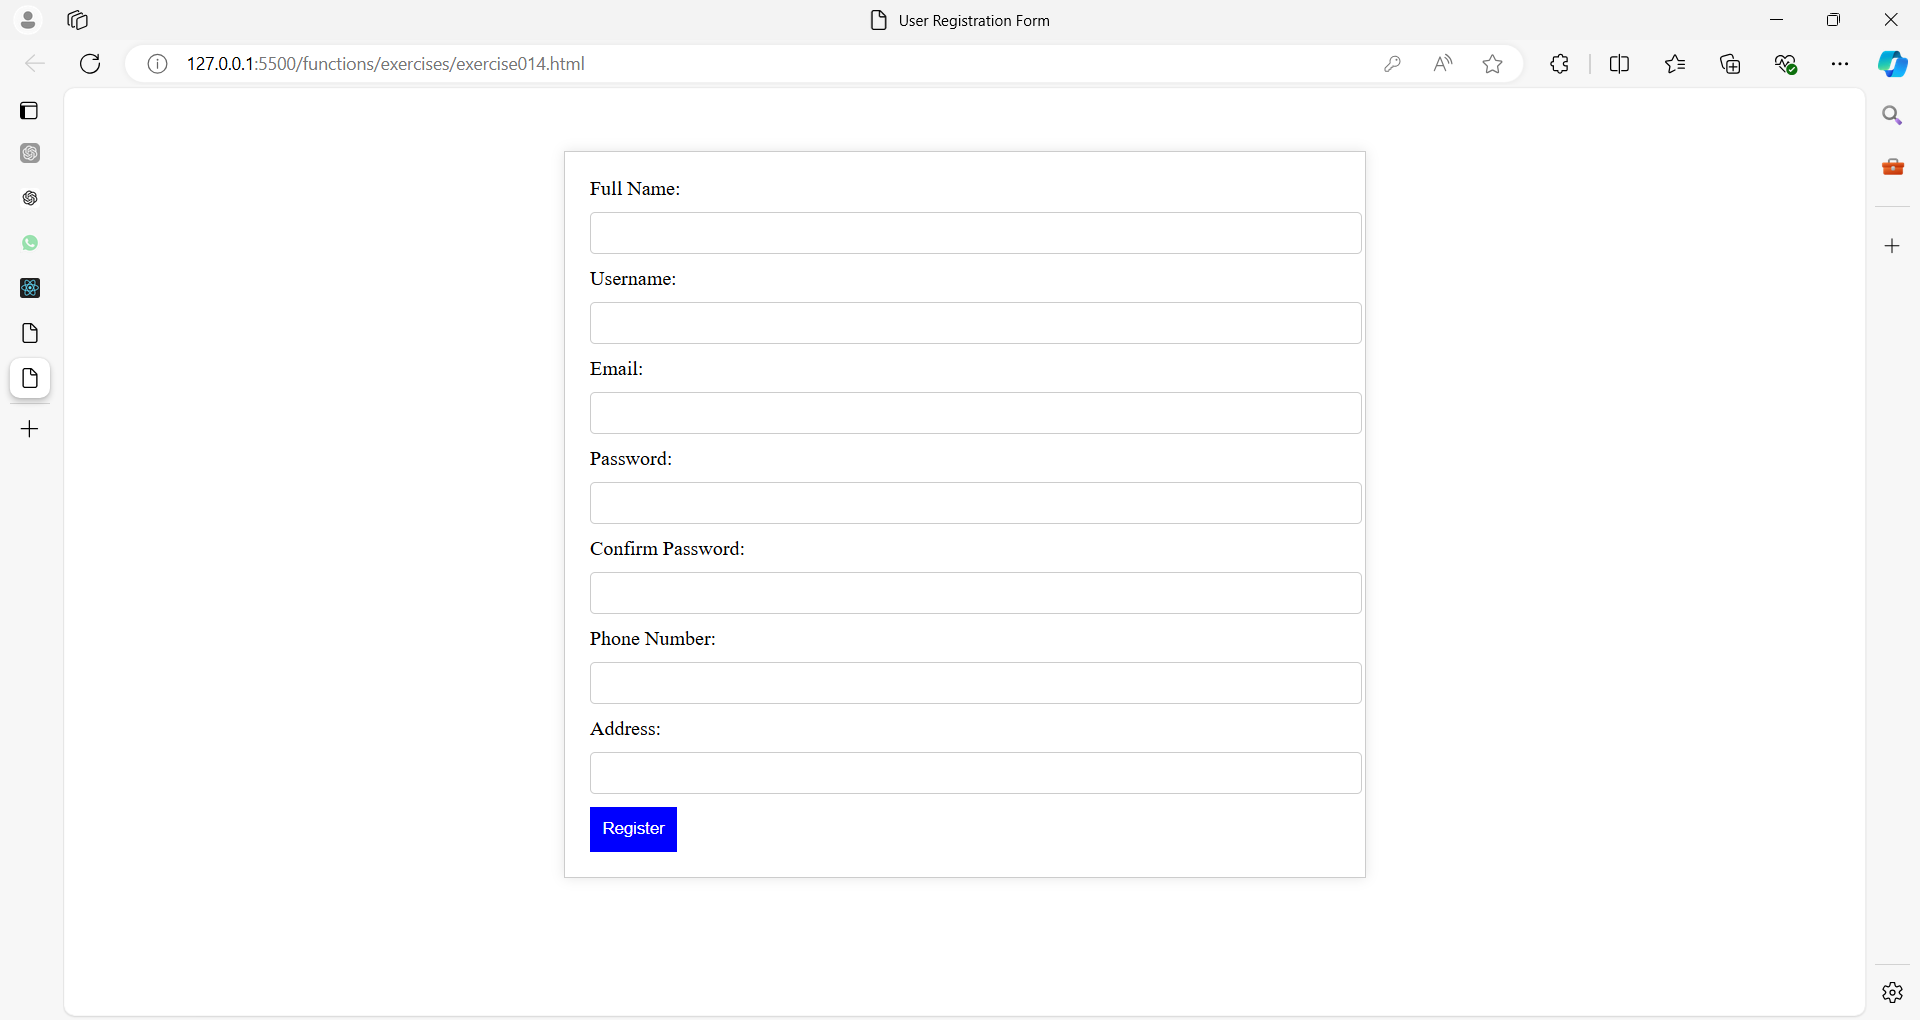 User Registration Form
127.0.0.1:5500/functions/exercises/exercise014.html
Full Name:
Username:
Email:
Password:
Confirm Password:
Phone Number:
Address:
Register